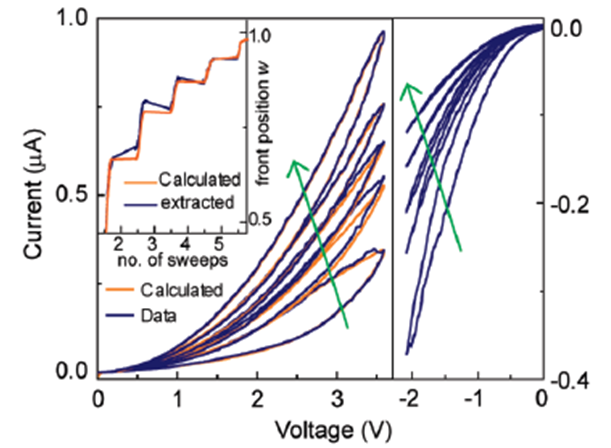 1.0
0.5
0.0
Current (μA)
1.0
0.5
front position w
Calculated
extracted
2 3 4 5
no. of sweeps
Calculated
Data
0 1 2 3
-2 -1 0
0.0
-0.2
-0.4
Voltage (V)